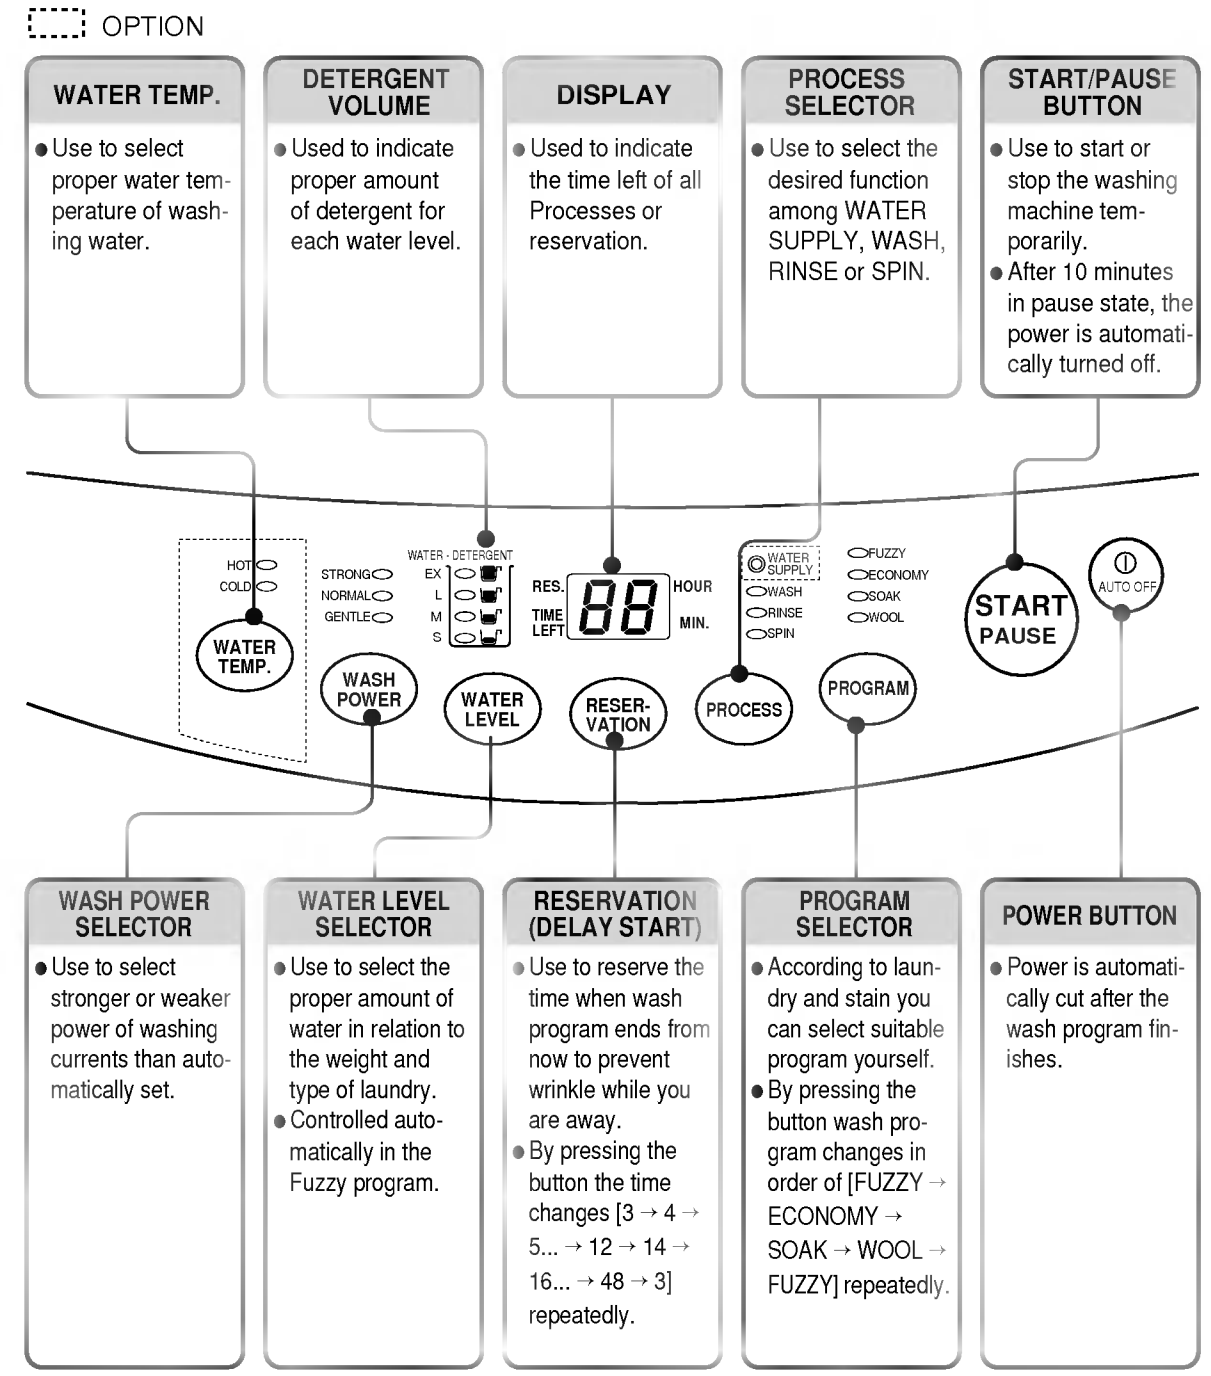 OPTION
WATER TEMP.
● Use to select
proper water tem-
perature of wash-
ing water.
DETERGENT
VOLUME
● Used to indicate
proper amount
of detergent for
each water level.
DISPLAY
● Used to indicate
the time left of all
Processes or
reservation.
PROCESS
SELECTOR
● Use to select the
desired function
among WATER
SUPPLY, WASH,
RINSE or SPIN.
START/PAUSE
BUTTON
● Use to start or
stop the washing
machine tem-
porarily.
● After 10 minutes
in pause state, the
power is automati-
cally turned off.
HOT
COLD
WATER
TEMP.
STRONG
NORMAL
GENTLE
WASH
POWER
WATER - DETERGENT
EX
L
M
S
WATER
LEVEL
RES.
TIME
LEFT
88
HOUR
MIN.
RESER-
VATION
WATER
SUPPLY
WASH
RINSE
SPIN
PROCESS
FUZZY
ECONOMY
SOAK
WOOL
PROGRAM
START
PAUSE
AUTO OFF
WASH POWER
SELECTOR
● Use to select
stronger or weaker
power of washing
currents than auto-
matically set.
WATER LEVEL
SELECTOR
● Use to select the
proper amount of
water in relation to
the weight and
type of laundry.
● Controlled auto-
matically in the
Fuzzy program.
RESERVATION
(DELAY START)
● Use to reserve the
time when wash
program ends from
now to prevent
wrinkle while you
are away.
● By pressing the
button the time
changes [3 → 4 →
5... → 12 → 14 →
16... → 48 → 3]
repeatedly.
PROGRAM
SELECTOR
● According to laun-
dry and stain you
can select suitable
program yourself.
● By pressing the
button wash pro-
gram changes in
order of [FUZZY →
ECONOMY →
SOAK → WOOL →
FUZZY] repeatedly.
POWER BUTTON
● Power is automati-
cally cut after the
wash program fin-
ishes.